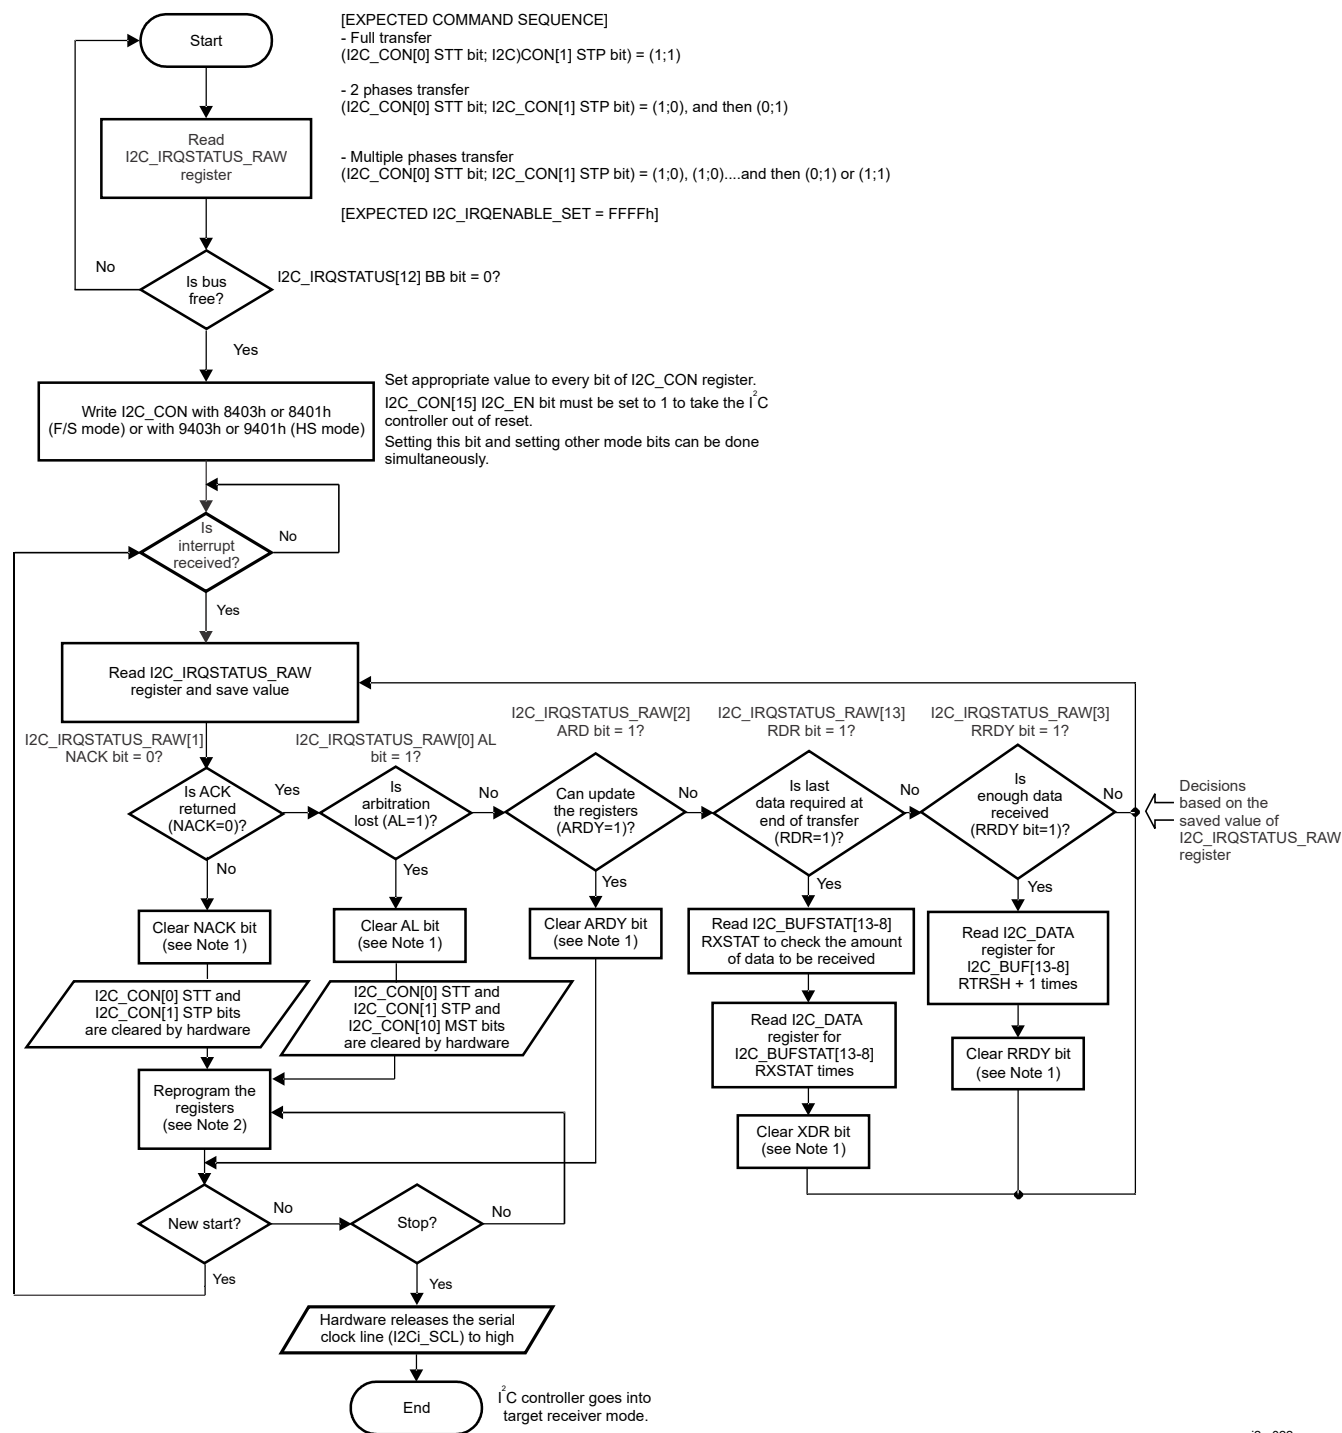 Start
[EXPECTED COMMAND SEQUENCE]
- Full transfer
(I2C_CON[0] STT bit; I2C)CON[1] STP bit) = (1;1)
- 2 phases transfer
(I2C_CON[0] STT bit; I2C_CON[1] STP bit) = (1;0), and then (0;1)
- Multiple phases transfer
(I2C_CON[0] STT bit; I2C_CON[1] STP bit) = (1;0), (1;0)....and then (0;1) or (1;1)
[EXPECTED I2C_IRQENABLE_SET = FFFFh]
Read
I2C_IRQSTATUS_RAW
register
No
Is bus
free?
I2C_IRQSTATUS[12] BB bit = 0?
Yes
Write I2C_CON with 8403h or 8401h
(F/S mode) or with 9403h or 9401h (HS mode)
Set appropriate value to every bit of I2C_CON register.
I2C_CON[15] I2C_EN bit must be set to 1 to take the I2C
controller out of reset.
Setting this bit and setting other mode bits can be done
simultaneously.
Is
interrupt
received?
No
Yes
Read I2C_IRQSTATUS_RAW
register and save value
I2C_IRQSTATUS_RAW[1]
NACK bit = 0?
I2C_IRQSTATUS_RAW[0] AL
bit = 1?
I2C_IRQSTATUS_RAW[2]
ARD bit = 1?
I2C_IRQSTATUS_RAW[13]
RDR bit = 1?
I2C_IRQSTATUS_RAW[3]
RRDY bit = 1?
Is ACK
returned
(NACK=0)?
Yes
Is
arbitration
lost (AL=1)?
No
Can update
the registers
(ARDY=1)?
No
Is last
data required at
end of transfer
(RDR=1)?
No
Is
enough data
received
(RRDY bit=1)?
No
Decisions
based on the
saved value of
I2C_IRQSTATUS_RAW
register
No
Yes
Yes
Yes
Yes
Clear NACK bit
(see Note 1)
Clear AL bit
(see Note 1)
Clear ARDY bit
(see Note 1)
Read I2C_BUFSTAT[13-8]
RXSTAT to check the amount
of data to be received
Read I2C_DATA
register for
I2C_BUF[13-8]
RTRSH + 1 times
I2C_CON[0] STT and
I2C_CON[1] STP bits
are cleared by hardware
I2C_CON[0] STT and
I2C_CON[1] STP and
I2C_CON[10] MST bits
are cleared by hardware
Read I2C_DATA
register for
I2C_BUFSTAT[13-8]
RXSTAT times
Clear RRDY bit
(see Note 1)
Reprogram the
registers
(see Note 2)
Clear XDR bit
(see Note 1)
New start?
No
Stop?
No
Yes
Yes
Hardware releases the serial
clock line (I2Ci_SCL) to high
End
I2C controller goes into
target receiver mode.